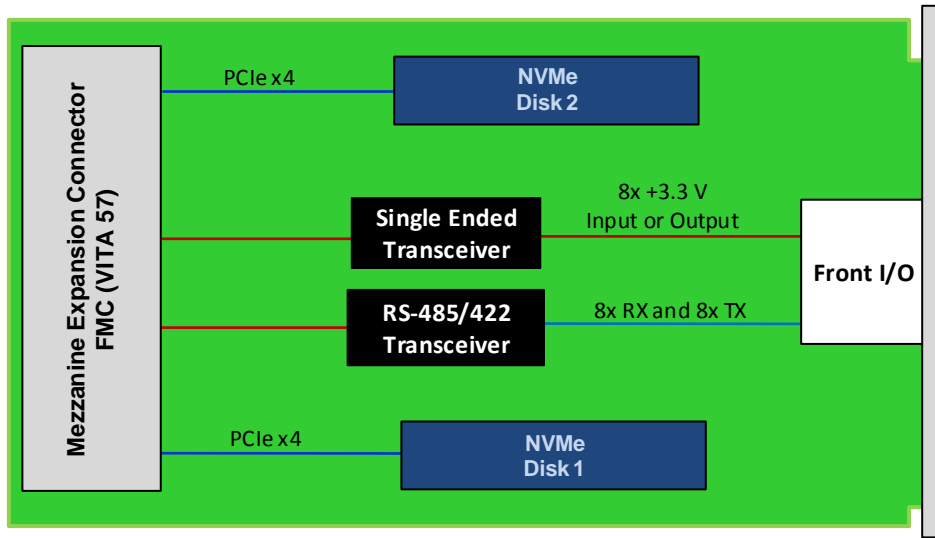 Mezzanine Expansion Connector
FMC (VITA 57)
PCIe x4
NVMe
Disk 2
Single Ended
Transceiver
8x +3.3 V
Input or Output
Front I/O
RS-485/422
Transceiver
8x RX and 8x TX
PCIe x4
NVMe
Disk 1